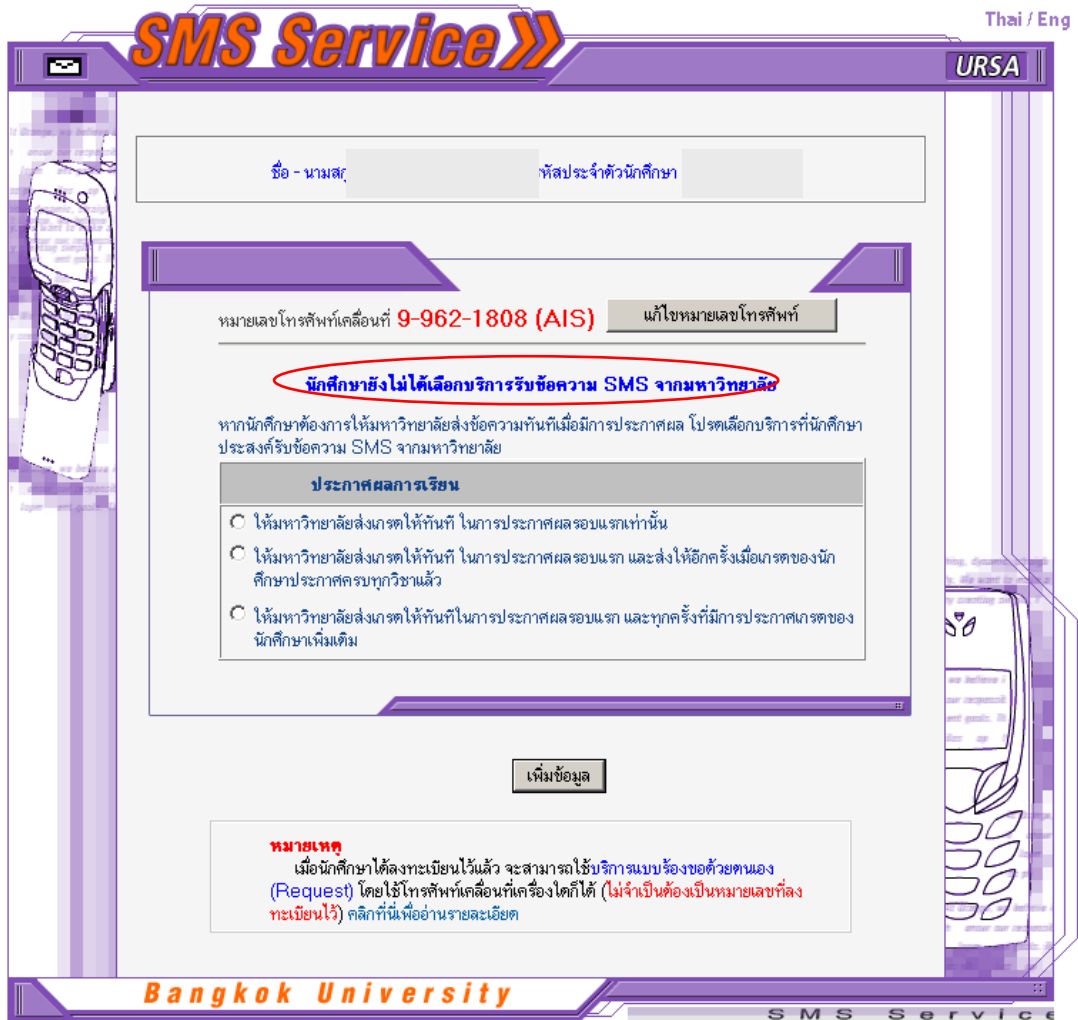 Thai / Eng
SMS Service
URSA
ชื่อ - นามสกุ
หัสประจำตัวนักศึกษา
หมายเลขโทรศัพท์เคลื่อนที่ 9-962-1808 (AIS) แก้ไขหมายเลขโทรศัพท์
นักศึกษายังไม่ได้เลือกบริการรับข้อความ SMS จากมหาวิทยาลัย
หากนักศึกษาต้องการให้มหาวิทยาลัยส่งข้อความทันทีเมื่อมีการประกาศผล โปรดเลือกบริการที่นักศึกษา
ประสงค์รับข้อความ SMS จากมหาวิทยาลัย
ประกาศผลการเรียน
ให้มหาวิทยาลัยส่งเกรดให้ทันที ในการประกาศผลรอบแรกเท่านั้น
ให้มหาวิทยาลัยส่งเกรดให้ทันที ในการประกาศผลรอบแรก และส่งให้อีกครั้งเมื่อเกรดของนัก
ศึกษาประกาศครบทุกวิชาแล้ว
ให้มหาวิทยาลัยส่งเกรดให้ทันทีในการประกาศผลรอบแรก และทุกครั้งที่มีการประกาศเกรดของ
นักศึกษาเพิ่มเติม
เพิ่มข้อมูล
หมายเหตุ
เมื่อนักศึกษาได้ลงทะเบียนไว้แล้ว จะสามารถใช้บริการแบบร้องขอด้วยตนเอง
(Request) โดยใช้โทรศัพท์เคลื่อนที่เครื่องใดก็ได้ (ไม่จำเป็นต้องเป็นหมายเลขที่ลง
ทะเบียนไว้) คลิกที่นี่เพื่ออ่านรายละเอียด
Bangkok University
SMS Service